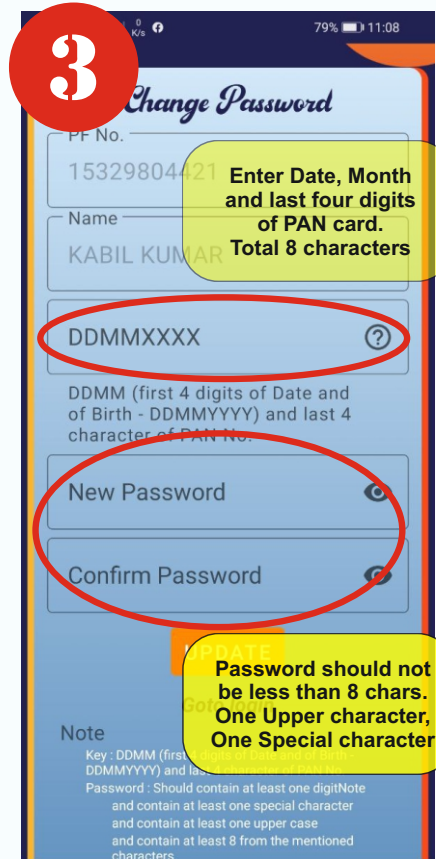 0
K/s
79%
11:08
3
Change Password
PF No.
15329804421
Enter Date, Month
and last four digits
of PAN card.
Total 8 characters
Name
KABIL KUMAR
DDMMXXXX
DDMM (first 4 digits of Date and
of Birth - DDMMYYYY) and last 4
character of PAN No.
New Password
Confirm Password
UPDATE
Password should not
be less than 8 chars.
One Upper character,
One Special character
Goto login
Note
Key : DDMM (first 4 digits of Date and of Birth -
DDMMYYYY) and last 4 character of PAN No.
Password : Should contain at least one digitNote
and contain at least one special character
and contain at least one upper case
and contain at least 8 from the mentioned
characters